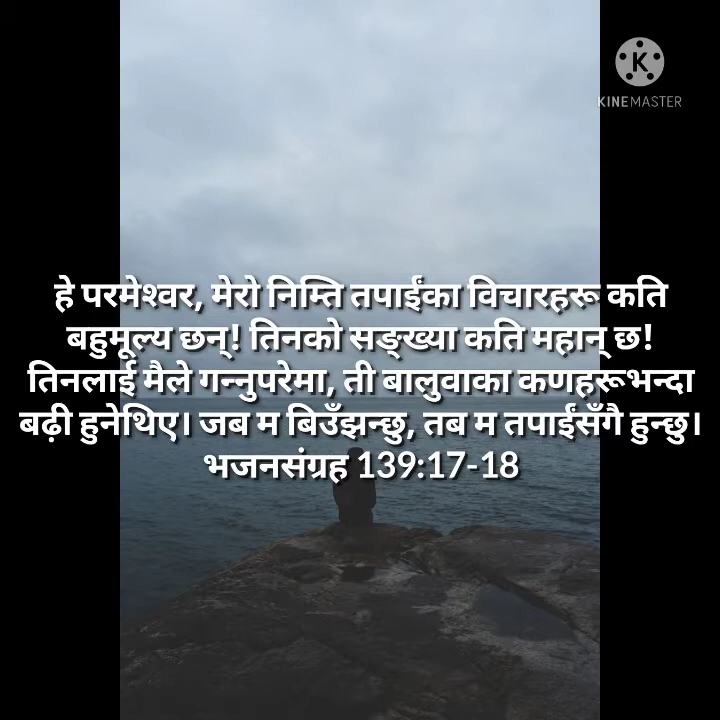 KINEMASTER
हे परमेश्वर, मेरो निम्ति तपाईंका विचारहरू कति
बहुमूल्य छन्! तिनको सङ्ख्या कति महान् छ!
तिनलाई मैले गन्नुपरेमा, ती बालुवाका कणहरूभन्दा
बढ़ी हुनेथिए। जब म बिउँझन्छु, तब म तपाईंसँगै हुन्छु।
भजनसंग्रह 139:17-18